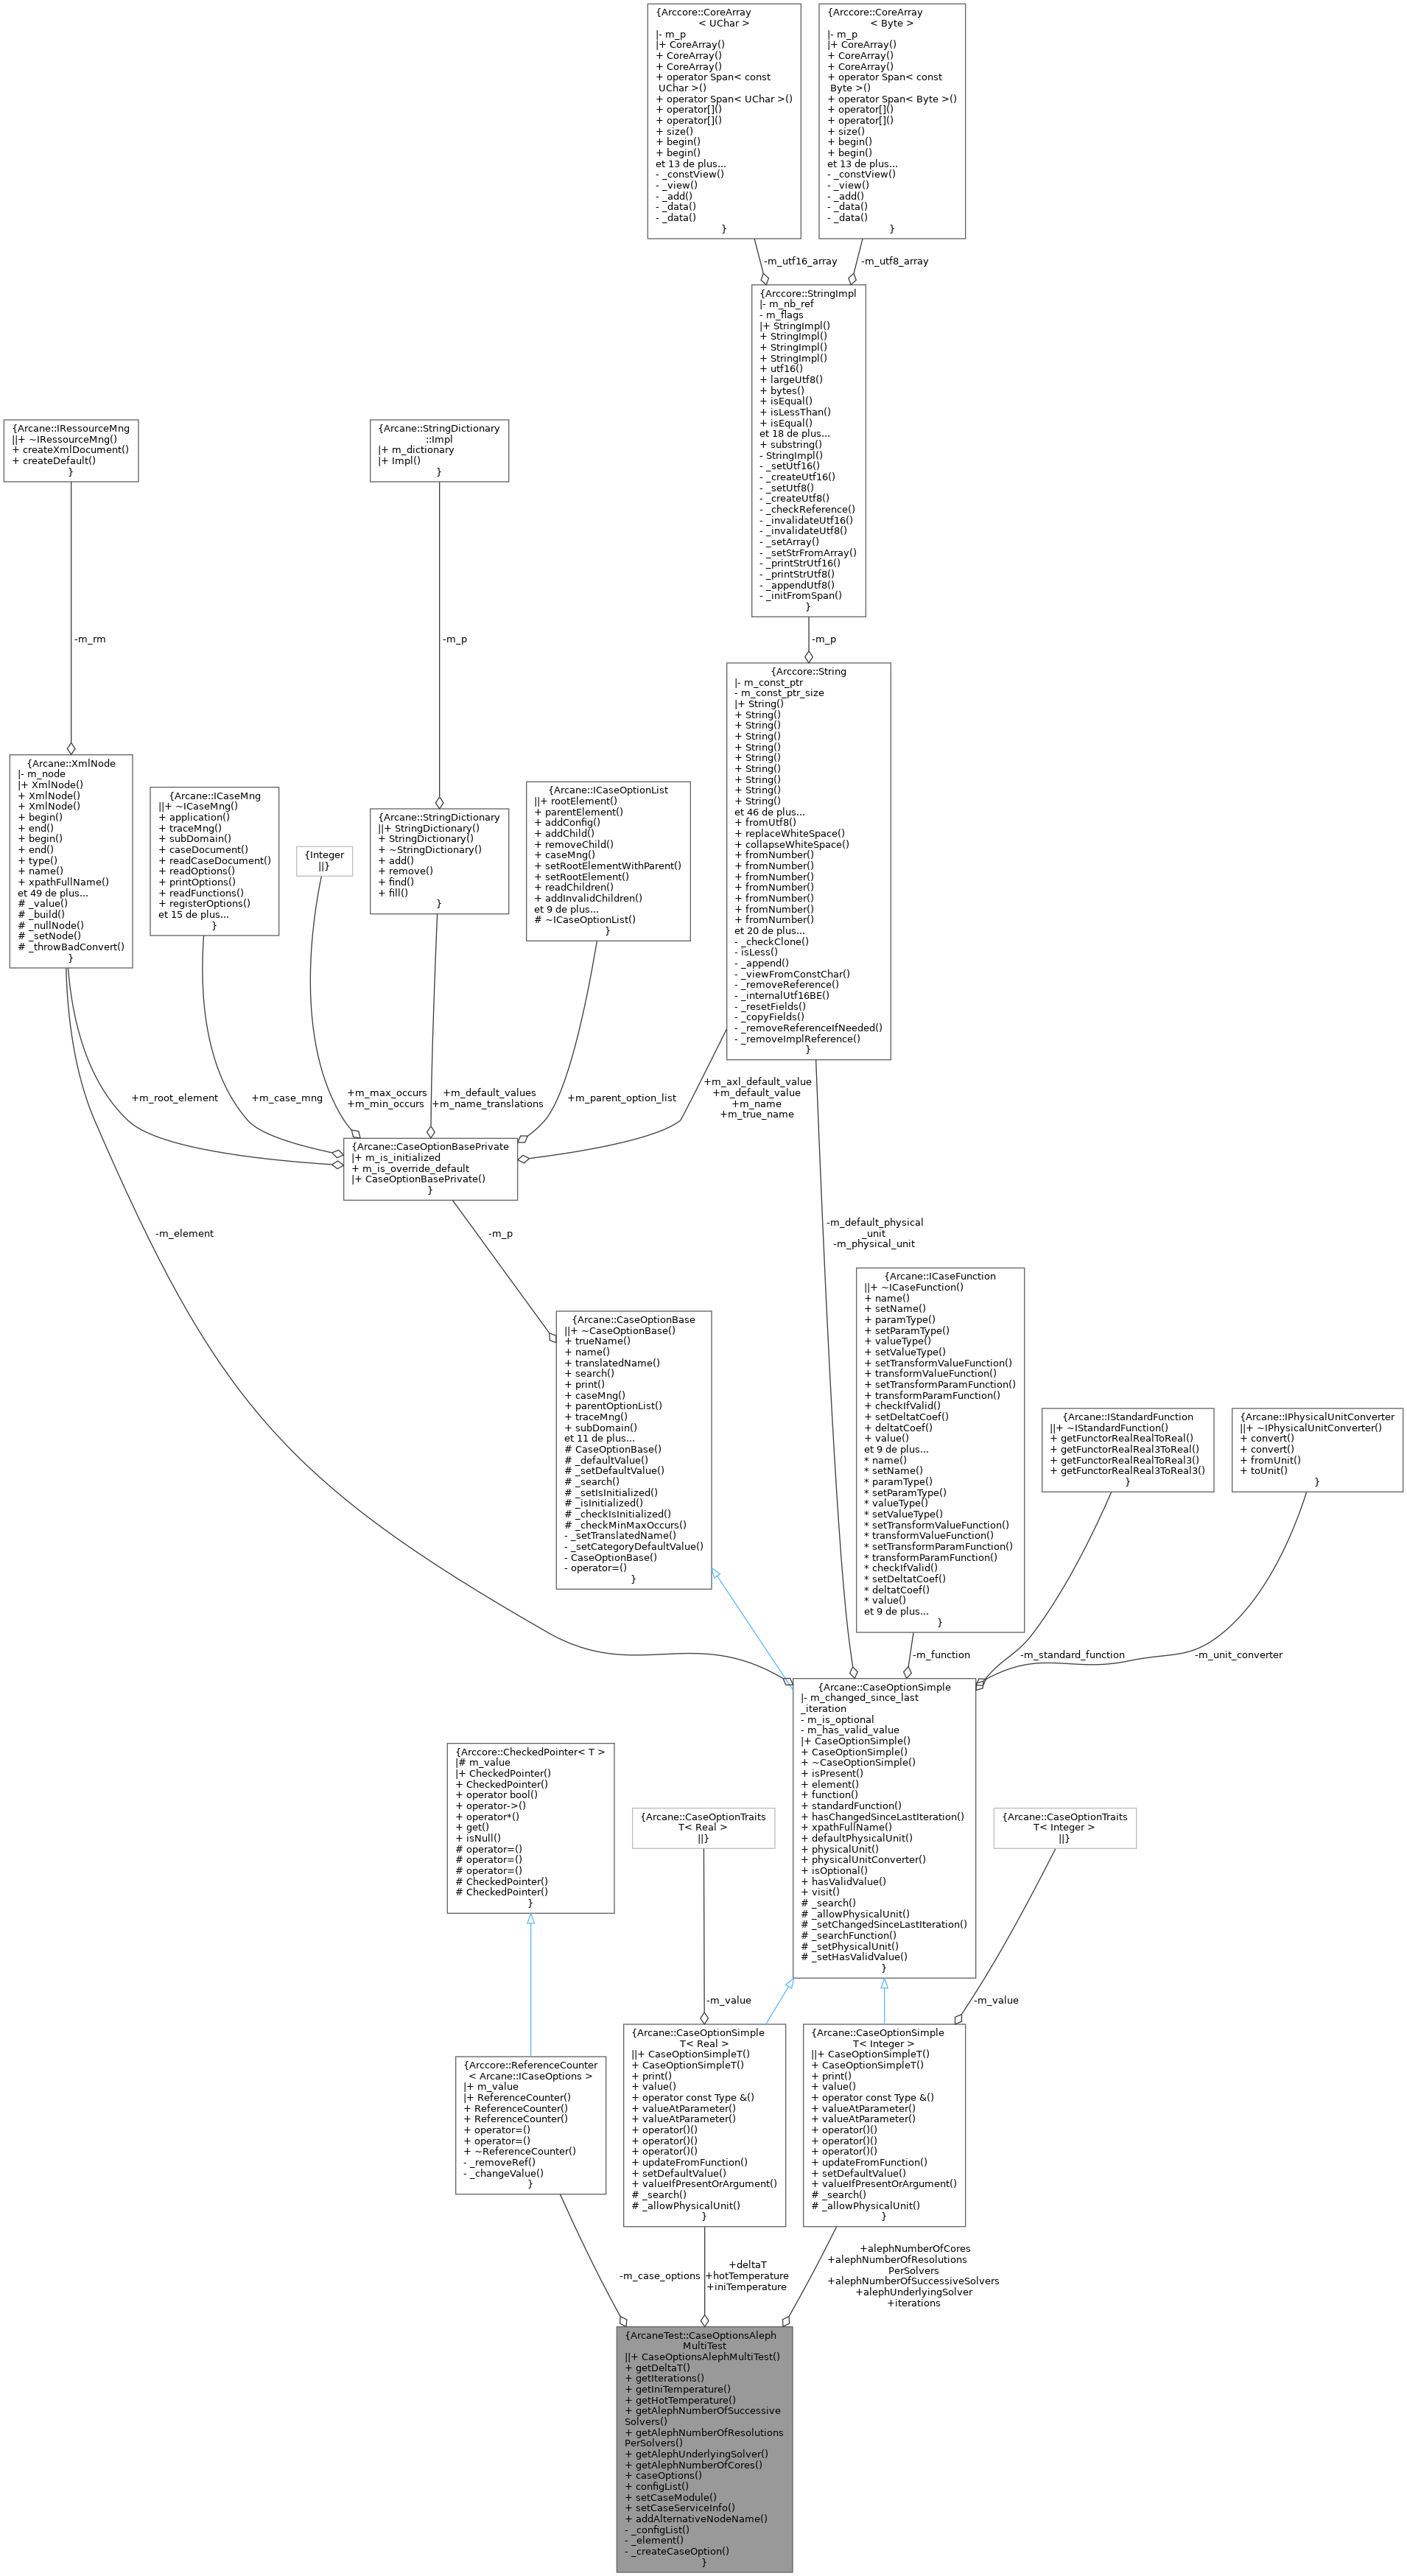 {Arccore::CoreArray
< UChar >
|- m_p
|+ CoreArray()
+ CoreArray()
+ CoreArray()
+ operator Span< const
UChar >()
+ operator Span< UChar >()
+ operator[]()
+ operator[]()
+ size()
+ begin()
+ begin()
et 13 de plus...
- _constView()
- _view()
- _add()
- _data()
- _data()
}
{Arccore::CoreArray
< Byte >
|- m_p
|+ CoreArray()
+ CoreArray()
+ CoreArray()
+ operator Span< const
Byte >()
+ operator Span< Byte >()
+ operator[]()
+ operator[]()
+ size()
+ begin()
+ begin()
et 13 de plus...
- _constView()
- _view()
- _add()
- _data()
- _data()
}
-m_utf16_array
-m_utf8_array
{Arccore::StringImpl
|- m_nb_ref
- m_flags
|+ StringImpl()
+ StringImpl()
+ StringImpl()
+ StringImpl()
+ utf16()
+ largeUtf8()
+ bytes()
+ isEqual()
+ isLessThan()
+ isEqual()
et 18 de plus...
+ substring()
- StringImpl()
- _setUtf16()
- _createUtf16()
- _setUtf8()
- _createUtf8()
- _checkReference()
- _invalidateUtf16()
- _invalidateUtf8()
- _setArray()
- _setStrFromArray()
- _printStrUtf16()
- _printStrUtf8()
- _appendUtf8()
- _initFromSpan()
}
{Arcane::IRessourceMng
||+ ~IRessourceMng()
+ createXmlDocument()
+ createDefault()
}
{Arcane::StringDictionary
::Impl
|+ m_dictionary
|+ Impl()
}
-m_rm
-m_p
-m_p
{Arccore::String
|- m_const_ptr
- m_const_ptr_size
|+ String()
+ String()
+ String()
+ String()
+ String()
+ String()
+ String()
+ String()
+ String()
+ String()
et 46 de plus...
+ fromUtf8()
+ replaceWhiteSpace()
+ collapseWhiteSpace()
+ fromNumber()
+ fromNumber()
+ fromNumber()
+ fromNumber()
+ fromNumber()
+ fromNumber()
+ fromNumber()
et 20 de plus...
- _checkClone()
- isLess()
- _append()
- _viewFromConstChar()
- _removeReference()
- _internalUtf16BE()
- _resetFields()
- _copyFields()
- _removeReferenceIfNeeded()
- _removeImplReference()
}
{Arcane::XmlNode
|- m_node
|+ XmlNode()
+ XmlNode()
+ XmlNode()
+ begin()
+ end()
+ begin()
+ end()
+ type()
+ name()
+ xpathFullName()
et 49 de plus...
# _value()
# _build()
# _nullNode()
# _setNode()
# _throwBadConvert()
}
{Arcane::ICaseMng
||+ ~ICaseMng()
+ application()
+ traceMng()
+ subDomain()
+ caseDocument()
+ readCaseDocument()
+ readOptions()
+ printOptions()
+ readFunctions()
+ registerOptions()
et 15 de plus...
}
{Integer
||}
{Arcane::StringDictionary
||+ StringDictionary()
+ StringDictionary()
+ ~StringDictionary()
+ add()
+ remove()
+ find()
+ fill()
}
{Arcane::ICaseOptionList
||+ rootElement()
+ parentElement()
+ addConfig()
+ addChild()
+ removeChild()
+ caseMng()
+ setRootElementWithParent()
+ setRootElement()
+ readChildren()
+ addInvalidChildren()
et 9 de plus...
# ~ICaseOptionList()
}
+m_root_element
+m_case_mng
+m_max_occurs
+m_min_occurs
+m_default_values
+m_name_translations
+m_parent_option_list
+m_axl_default_value
+m_default_value
+m_name
+m_true_name
{Arcane::CaseOptionBasePrivate
|+ m_is_initialized
+ m_is_override_default
|+ CaseOptionBasePrivate()
}
-m_element
-m_p
-m_default_physical
_unit
-m_physical_unit
{Arcane::CaseOptionBase
||+ ~CaseOptionBase()
+ trueName()
+ name()
+ translatedName()
+ search()
+ print()
+ caseMng()
+ parentOptionList()
+ traceMng()
+ subDomain()
et 11 de plus...
# CaseOptionBase()
# _defaultValue()
# _setDefaultValue()
# _search()
# _setIsInitialized()
# _isInitialized()
# _checkIsInitialized()
# _checkMinMaxOccurs()
- _setTranslatedName()
- _setCategoryDefaultValue()
- CaseOptionBase()
- operator=()
}
{Arcane::ICaseFunction
||+ ~ICaseFunction()
+ name()
+ setName()
+ paramType()
+ setParamType()
+ valueType()
+ setValueType()
+ setTransformValueFunction()
+ transformValueFunction()
+ setTransformParamFunction()
+ transformParamFunction()
+ checkIfValid()
+ setDeltatCoef()
+ deltatCoef()
+ value()
et 9 de plus...
* name()
* setName()
* paramType()
* setParamType()
* valueType()
* setValueType()
* setTransformValueFunction()
* transformValueFunction()
* setTransformParamFunction()
* transformParamFunction()
* checkIfValid()
* setDeltatCoef()
* deltatCoef()
* value()
et 9 de plus...
}
{Arcane::IStandardFunction
||+ ~IStandardFunction()
+ getFunctorRealRealToReal()
+ getFunctorRealReal3ToReal()
+ getFunctorRealRealToReal3()
+ getFunctorRealReal3ToReal3()
}
{Arcane::IPhysicalUnitConverter
||+ ~IPhysicalUnitConverter()
+ convert()
+ convert()
+ fromUnit()
+ toUnit()
}
-m_function
-m_standard_function
-m_unit_converter
{Arcane::CaseOptionSimple
|- m_changed_since_last
_iteration
- m_is_optional
- m_has_valid_value
|+ CaseOptionSimple()
+ CaseOptionSimple()
+ ~CaseOptionSimple()
+ isPresent()
+ element()
+ function()
+ standardFunction()
+ hasChangedSinceLastIteration()
+ xpathFullName()
+ defaultPhysicalUnit()
+ physicalUnit()
+ physicalUnitConverter()
+ isOptional()
+ hasValidValue()
+ visit()
# _search()
# _allowPhysicalUnit()
# _setChangedSinceLastIteration()
# _searchFunction()
# _setPhysicalUnit()
# _setHasValidValue()
}
{Arccore::CheckedPointer< T >
|# m_value
|+ CheckedPointer()
+ CheckedPointer()
+ operator bool()
+ operator->()
+ operator*()
+ get()
+ isNull()
# operator=()
# operator=()
# operator=()
# CheckedPointer()
# CheckedPointer()
}
{Arcane::CaseOptionTraits
T< Real >
||}
{Arcane::CaseOptionTraits
T< Integer >
||}
-m_value
-m_value
{Arccore::ReferenceCounter
< Arcane::ICaseOptions >
|+ m_value
|+ ReferenceCounter()
+ ReferenceCounter()
+ ReferenceCounter()
+ operator=()
+ operator=()
+ ~ReferenceCounter()
- _removeRef()
- _changeValue()
}
{Arcane::CaseOptionSimple
T< Real >
||+ CaseOptionSimpleT()
+ CaseOptionSimpleT()
+ print()
+ value()
+ operator const Type &()
+ valueAtParameter()
+ valueAtParameter()
+ operator()()
+ operator()()
+ operator()()
+ updateFromFunction()
+ setDefaultValue()
+ valueIfPresentOrArgument()
# _search()
# _allowPhysicalUnit()
}
{Arcane::CaseOptionSimple
T< Integer >
||+ CaseOptionSimpleT()
+ CaseOptionSimpleT()
+ print()
+ value()
+ operator const Type &()
+ valueAtParameter()
+ valueAtParameter()
+ operator()()
+ operator()()
+ operator()()
+ updateFromFunction()
+ setDefaultValue()
+ valueIfPresentOrArgument()
# _search()
# _allowPhysicalUnit()
}
-m_case_options
+deltaT
+hotTemperature
+iniTemperature
+alephNumberOfCores
+alephNumberOfResolutions
PerSolvers
+alephNumberOfSuccessiveSolvers
+alephUnderlyingSolver
+iterations
{ArcaneTest::CaseOptionsAleph
MultiTest
||+ CaseOptionsAlephMultiTest()
+ getDeltaT()
+ getIterations()
+ getIniTemperature()
+ getHotTemperature()
+ getAlephNumberOfSuccessive
Solvers()
+ getAlephNumberOfResolutions
PerSolvers()
+ getAlephUnderlyingSolver()
+ getAlephNumberOfCores()
+ caseOptions()
+ configList()
+ setCaseModule()
+ setCaseServiceInfo()
+ addAlternativeNodeName()
- _configList()
- _element()
- _createCaseOption()
}